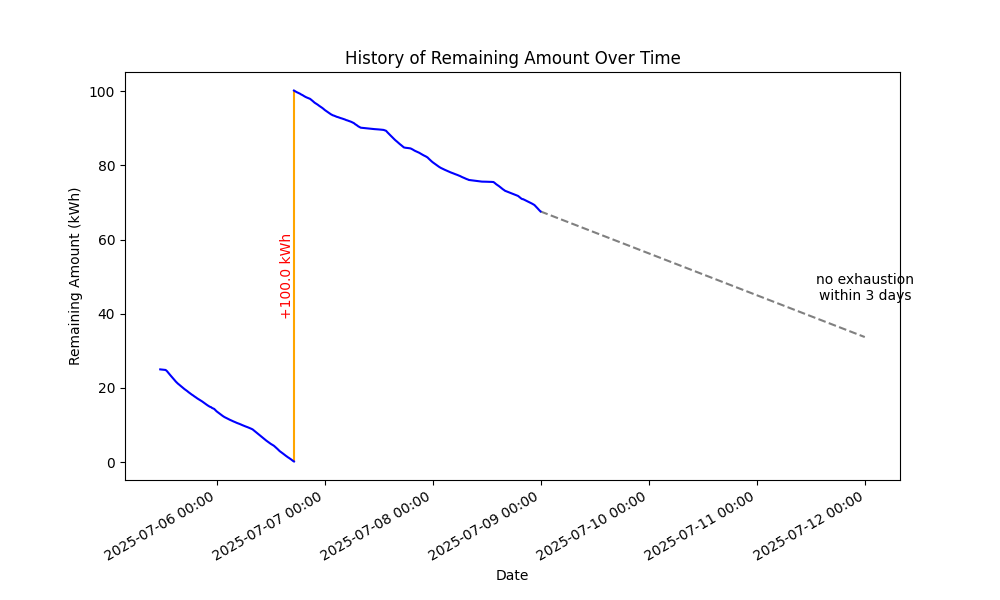 History of Remaining Amount Over Time
Remaining Amount (kWh)
100
80
60
40
20
0
+100.0 kWh
no exhaustion
within 3 days
2025-07-06 00:00
2025-07-07 00:00
2025-07-08 00:00
2025-07-09 00:00
2025-07-10 00:00
2025-07-11 00:00
2025-07-12 00:00
Date